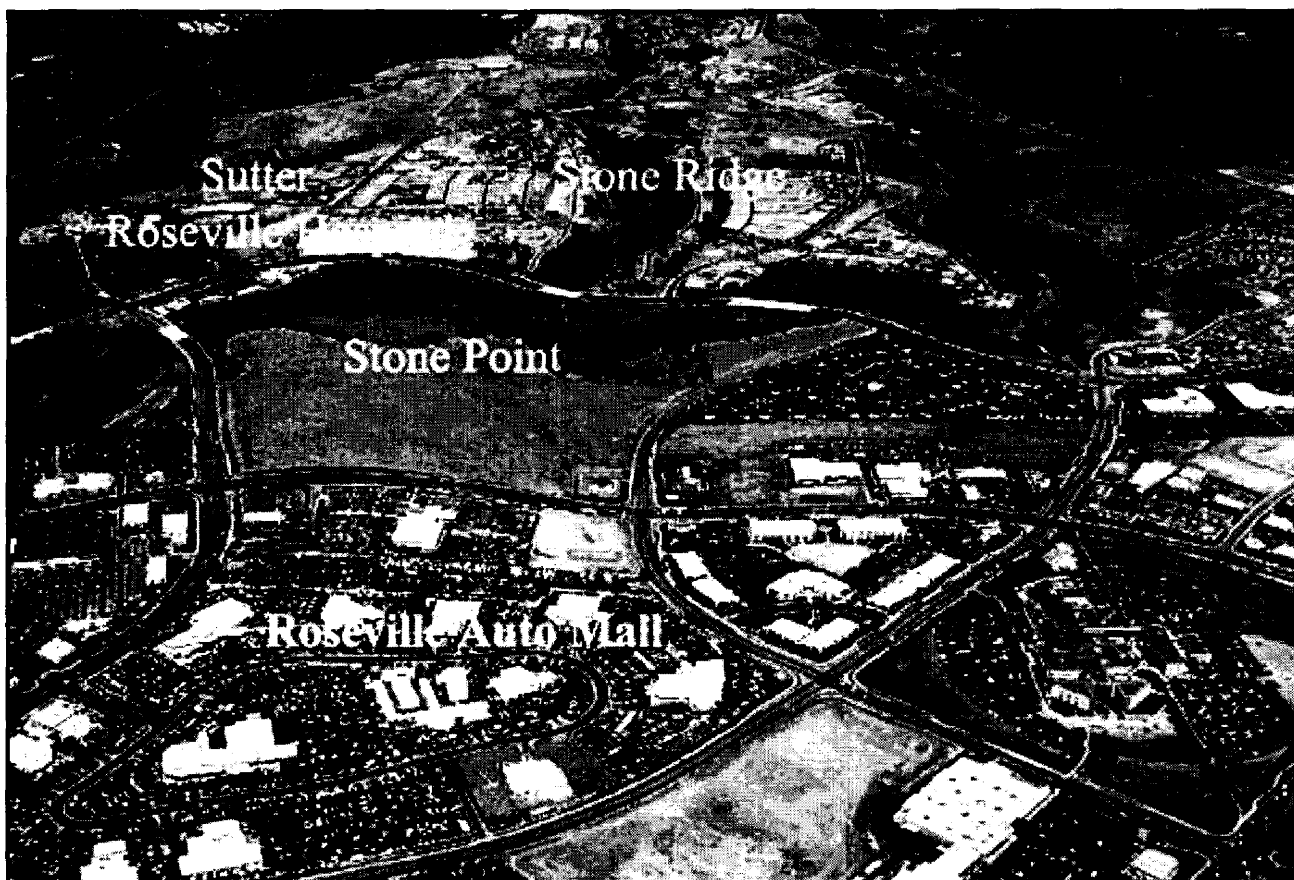 Sutter
Stone Ridge
Roseville
Stone Point
Roseville Auto Mall